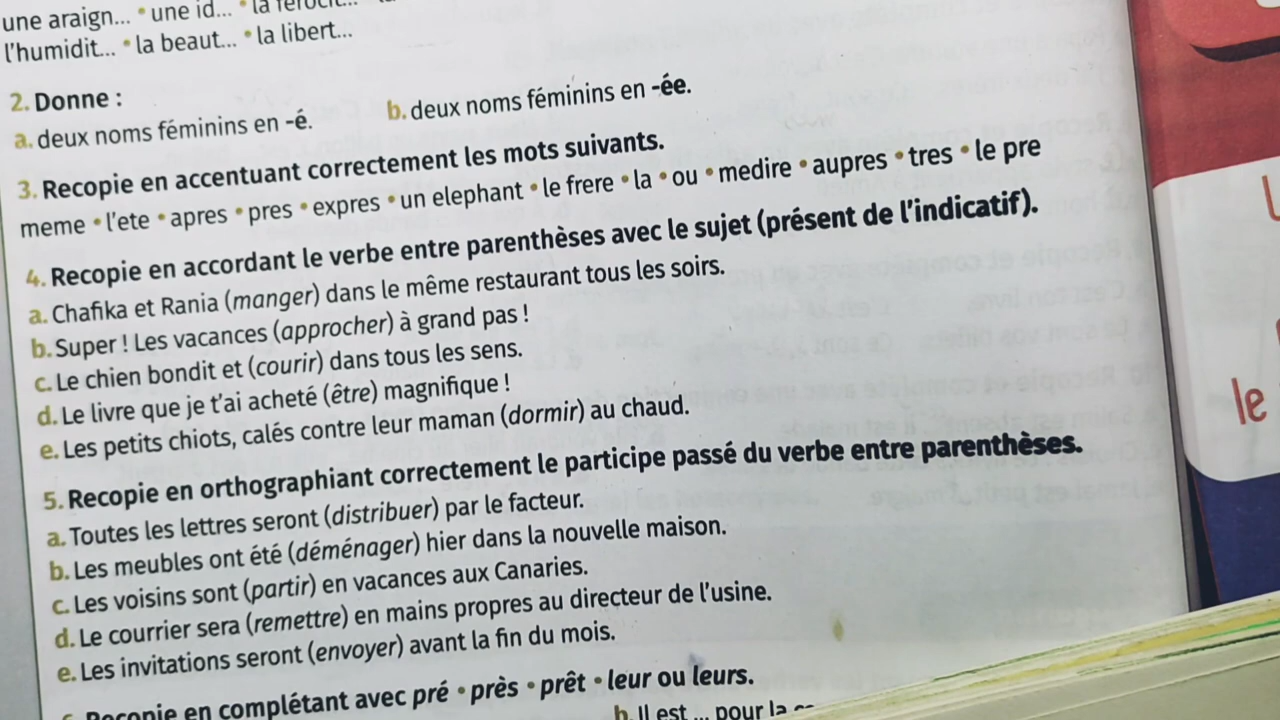 une araign... • une id... • la
l'humidit... • la beaut... • la libert...
2. Donne :
a. deux noms féminins en -é. b. deux noms féminins en -ée.
3. Recopie en accentuant correctement les mots suivants.
meme • l'ete • apres • pres • expres • un elephant • le frere • la • ou • medire • aupres • tres • le pre
4. Recopie en accordant le verbe entre parenthèses avec le sujet (présent de l'indicatif).
a. Chafika et Rania (manger) dans le même restaurant tous les soirs.
b. Super ! Les vacances (approcher) à grand pas !
c. Le chien bondit et (courir) dans tous les sens.
d. Le livre que je t'ai acheté (être) magnifique !
e. Les petits chiots, calés contre leur maman (dormir) au chaud.
5. Recopie en orthographiant correctement le participe passé du verbe entre parenthèses.
a. Toutes les lettres seront (distribuer) par le facteur.
b. Les meubles ont été (déménager) hier dans la nouvelle maison.
c. Les voisins sont (partir) en vacances aux Canaries.
d. Le courrier sera (remettre) en mains propres au directeur de l'usine.
e. Les invitations seront (envoyer) avant la fin du mois.
Recopie en complétant avec pré • près • prêt • leur ou leurs.
b. Il est ... pour la
le